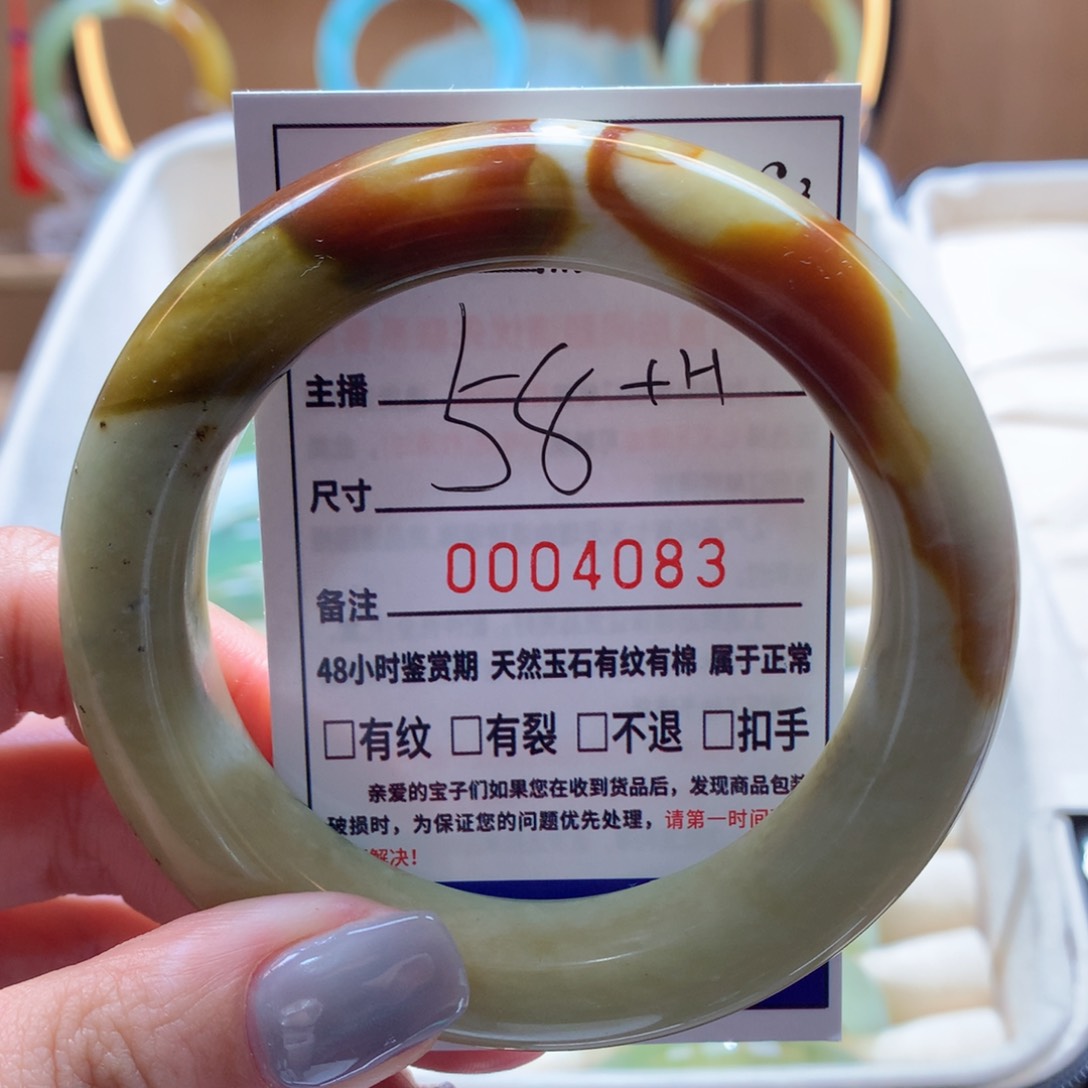 主播
58+H
尺寸
0004083
备注
48小时鉴赏期 天然玉石有纹有棉 属于正常
□有纹 □有裂 □不退 □扣手
亲爱的宝子们如果您在收到货品后，发现商品包装
破损时，为保证您的问题优先处理，请第一时间
解决！